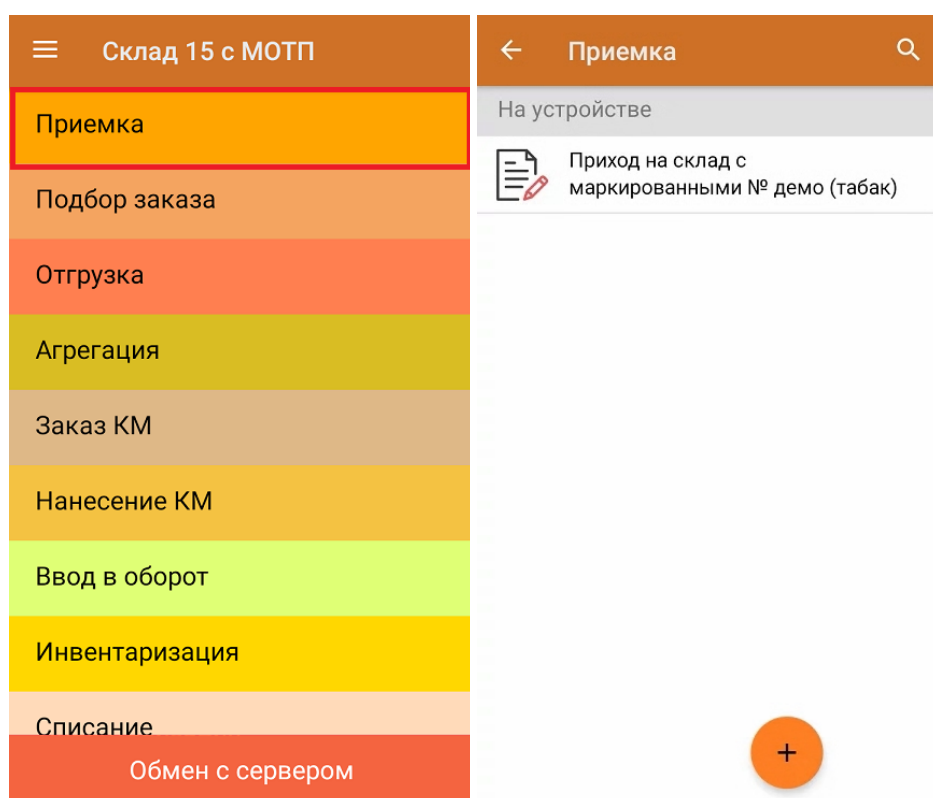 Склад 15 с МОТП
Приемка
Подбор заказа
Отгрузка
Агрегация
Заказ КМ
Нанесение КМ
Ввод в оборот
Инвентаризация
Списание
Обмен с сервером
Приемка
На устройстве
Приход на склад с
маркированными № демо (табак)
+